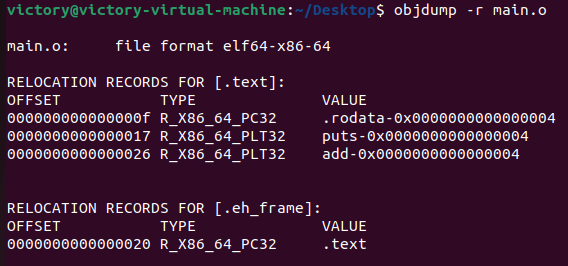 victory@victory-virtual-machine:~/Desktop$ objdump -r main.o
main.o:     file format elf64-x86-64
RELOCATION RECORDS FOR [.text]:
OFFSET           TYPE              VALUE
000000000000000f R_X86_64_PC32     .rodata-0x0000000000000004
0000000000000017 R_X86_64_PLT32    puts-0x0000000000000004
0000000000000026 R_X86_64_PLT32    add-0x0000000000000004
RELOCATION RECORDS FOR [.eh_frame]:
OFFSET           TYPE              VALUE
0000000000000020 R_X86_64_PC32     .text